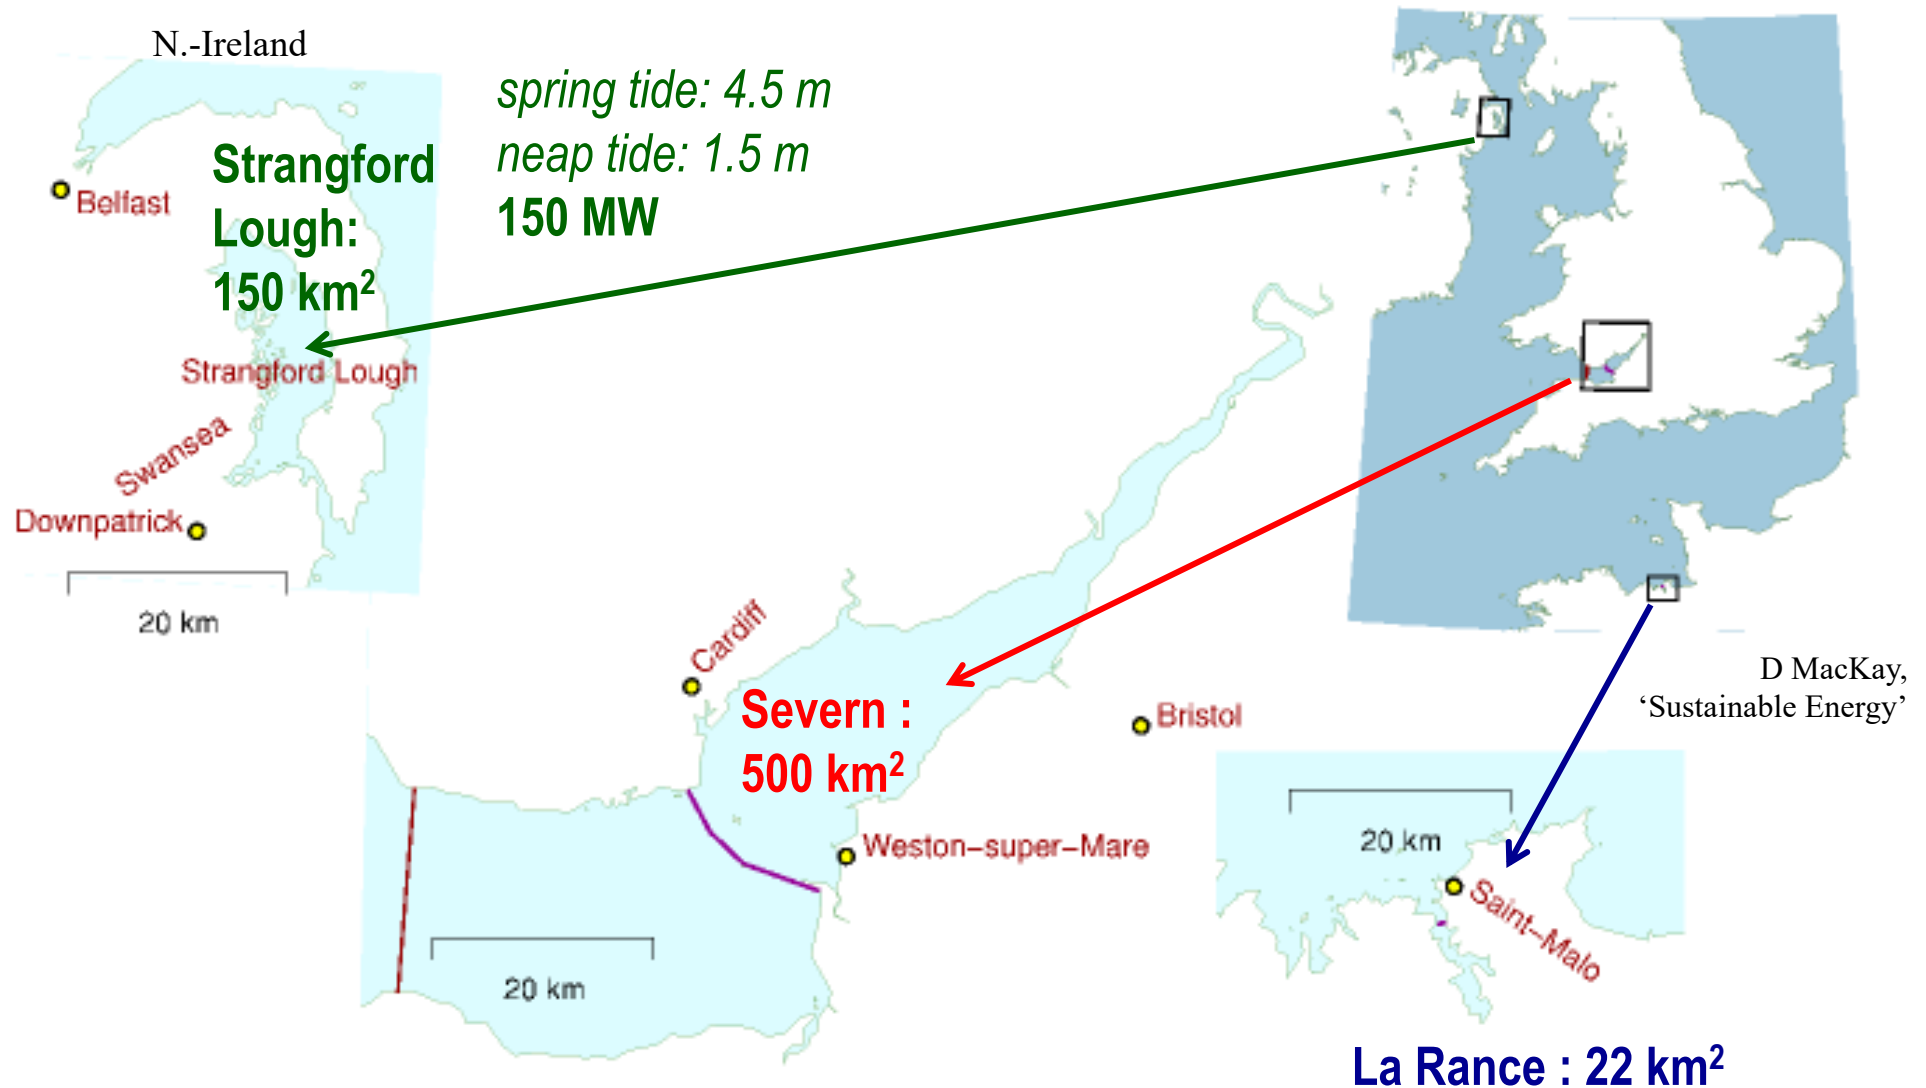 N.-Ireland
spring tide: 4.5 m
neap tide: 1.5 m
150 MW
Strangford
Lough:
150 km²
Belfast
Strangford Lough
Swansea
Downpatrick
20 km
Cardiff
Severn :
500 km²
Bristol
Weston-super-Mare
20 km
D MacKay,
‘Sustainable Energy’
20 km
Saint-Malo
La Rance : 22 km²